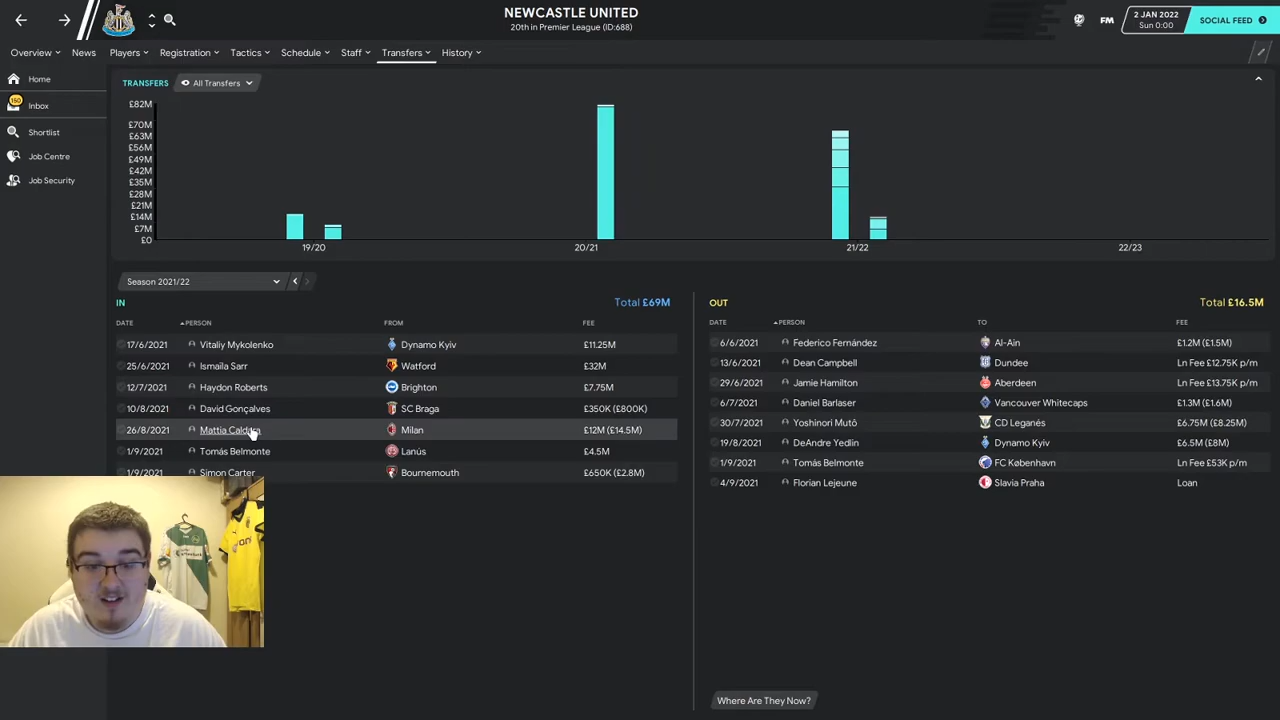 NEWCASTLE UNITED
20th in Premier League (ID:688)
FM
2 JAN 2022
Sun 0:00
SOCIAL FEED
Overview
News
Players
Registration
Tactics
Schedule
Staff
Transfers
History
Home
150
Inbox
Shortlist
Job Centre
Job Security
TRANSFERS
All Transfers
£82M
£70M
£63M
£56M
£49M
£42M
£35M
£28M
£21M
£14M
£7M
£0
19/20
20/21
21/22
22/23
Season 2021/22
IN Total £69M
DATE PERSON FROM FEE
17/6/2021 Vitaliy Mykolenko Dynamo Kyiv £11.25M
25/6/2021 Ismaïla Sarr Watford £32M
12/7/2021 Haydon Roberts Brighton £7.75M
10/8/2021 David Gonçalves SC Braga £350K (£800K)
26/8/2021 Mattia Caldara Milan £12M (£14.5M)
1/9/2021 Tomás Belmonte Lanús £4.5M
1/9/2021 Simon Carter Bournemouth £650K (£2.8M)
OUT Total £16.5M
DATE PERSON TO FEE
6/6/2021 Federico Fernández Al-Ain £1.2M (£1.5M)
13/6/2021 Dean Campbell Dundee Ln Fee £12.75K p/m
29/6/2021 Jamie Hamilton Aberdeen Ln Fee £13.75K p/m
6/7/2021 Daniel Barlaser Vancouver Whitecaps £1.3M (£1.6M)
30/7/2021 Yoshinori Mutō CD Leganés £6.75M (£8.25M)
19/8/2021 DeAndre Yedlin Dynamo Kyiv £6.5M (£8M)
1/9/2021 Tomás Belmonte FC København Ln Fee £53K p/m
4/9/2021 Florian Lejeune Slavia Praha Loan
Where Are They Now?